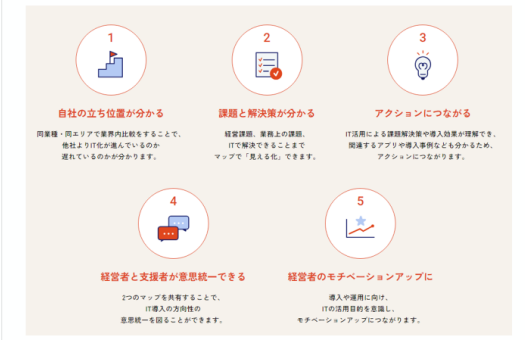 1
2
3
自社の立ち位置が分かる
課題と解決策が分かる
アクションにつながる
同業種・同エリアで業界内比較をすることで、
他社よりIT化が進んでいるのか
遅れているのかが分かります。
経営課題、業務上の課題、
ITで解決できることまで
マップで「見える化」できます。
IT活用による課題解決策や導入効果が理解でき、
関連するアプリや導入事例なども分かるため、
アクションにつながります。
4
5
経営者と支援者が意思統一できる
経営者のモチベーションアップに
2つのマップを共有することで、
IT導入の方向性の
意思統一を図ることができます。
導入や運用に向け、
ITの活用目的を意識し、
モチベーションアップにつながります。